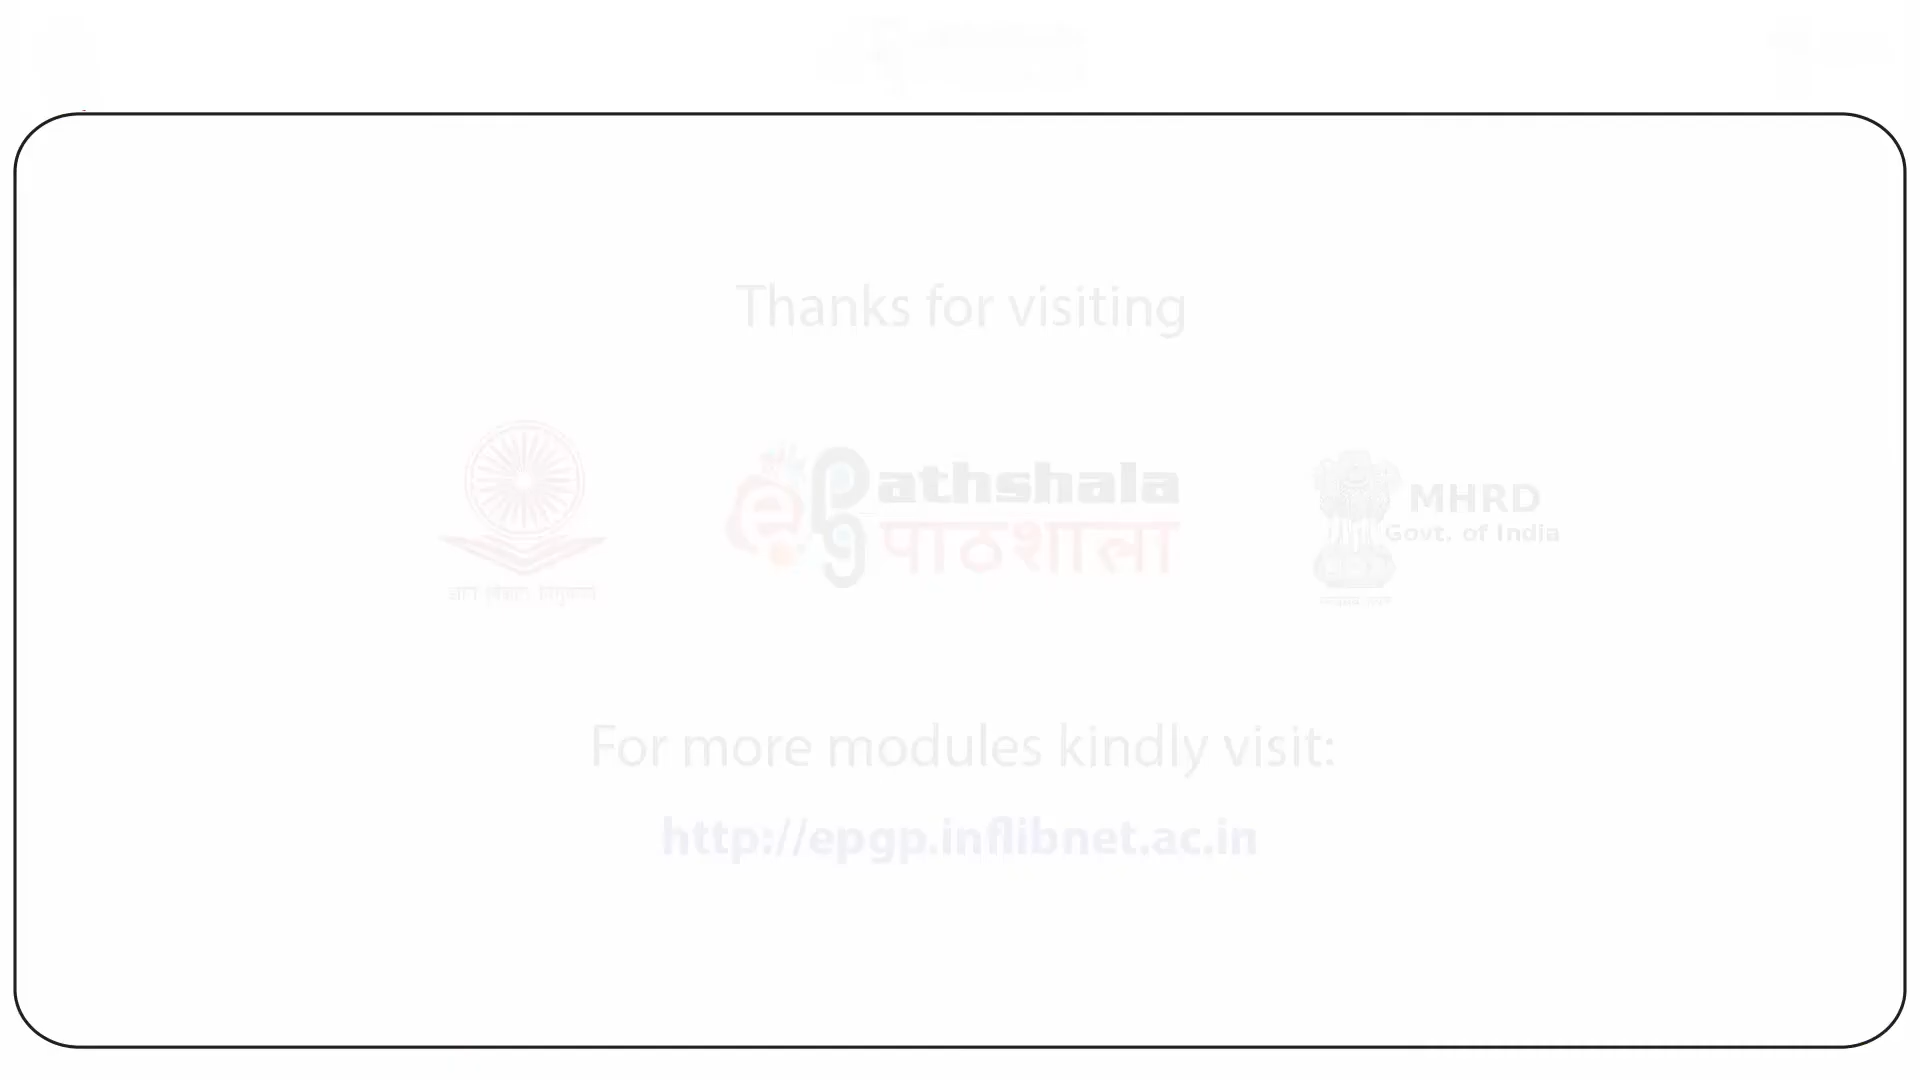 Thanks for visiting
athshala
पाठशाला
MHRD
Govt. of India
For more modules kindly visit:
http://epgp.inflibnet.ac.in